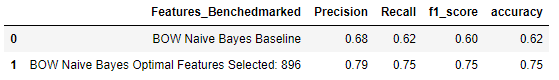 Features_Benchedmarked Precision Recall f1_score accuracy
0 BOW Naive Bayes Baseline 0.68 0.62 0.60 0.62
1 BOW Naive Bayes Optimal Features Selected: 896 0.79 0.75 0.75 0.75